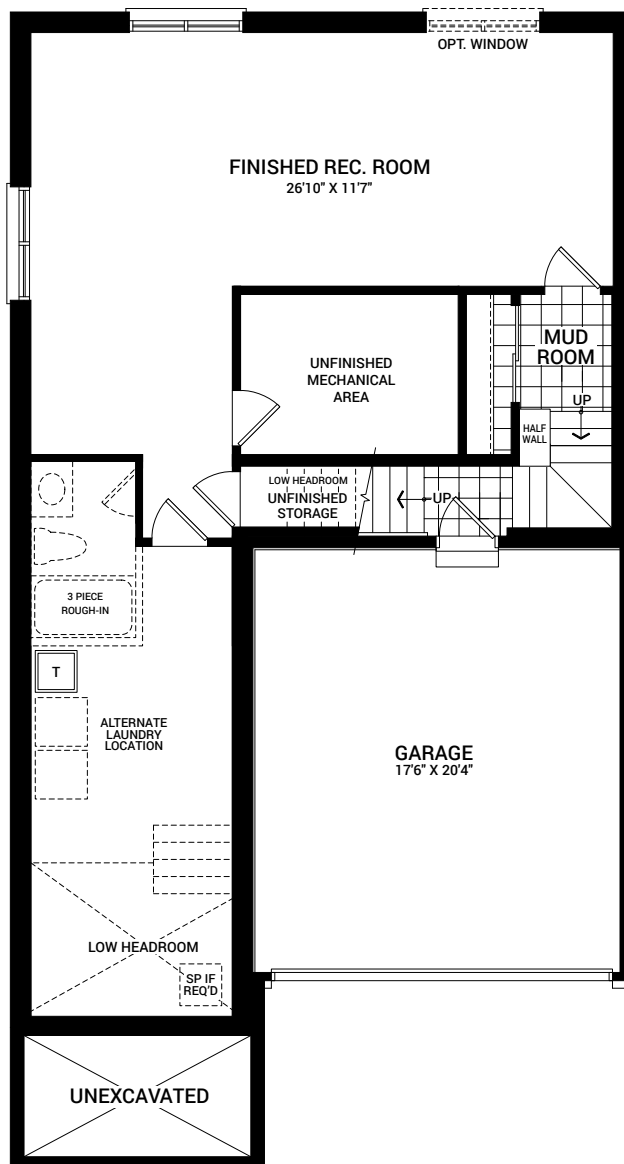 OPT. WINDOW
FINISHED REC. ROOM
26'10" X 11'7"
MUD
ROOM
UNFINISHED
MECHANICAL
AREA
UP
HALF
WALL
LOW HEADROOM
UNFINISHED
STORAGE
UP
3 PIECE
ROUGH-IN
T
ALTERNATE
LAUNDRY
LOCATION
GARAGE
17'6" X 20'4"
LOW HEADROOM
SP IF
REQ'D
UNEXCAVATED